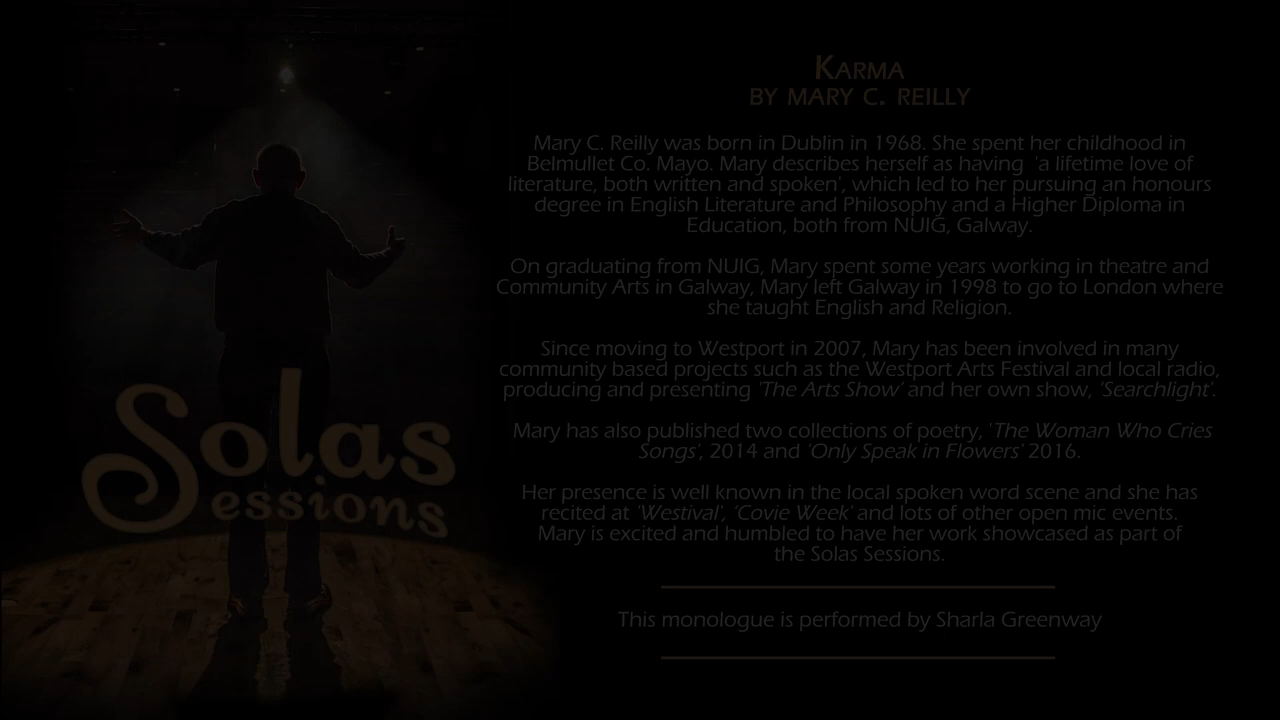 Karma
by Mary C. Reilly
Mary C. Reilly was born in Dublin in 1968. She spent her childhood in
Belmullet Co. Mayo. Mary describes herself as having 'a lifetime love of
literature, both written and spoken', which led to her pursuing an honours
degree in English Literature and Philosophy and a Higher Diploma in
Education, both from NUIG, Galway.
On graduating from NUIG, Mary spent some years working in theatre and
Community Arts in Galway, Mary left Galway in 1998 to go to London where
she taught English and Religion.
Since moving to Westport in 2007, Mary has been involved in many
community based projects such as the Westport Arts Festival and local radio,
producing and presenting 'The Arts Show' and her own show, 'Searchlight'.
Mary has also published two collections of poetry, 'The Woman Who Cries
Songs', 2014 and 'Only Speak in Flowers' 2016.
Her presence is well known in the local spoken word scene and she has
recited at 'Westival', 'Covie Week' and lots of other open mic events.
Mary is excited and humbled to have her work showcased as part of
the Solas Sessions.
This monologue is performed by Sharla Greenway
Solas
Sessions